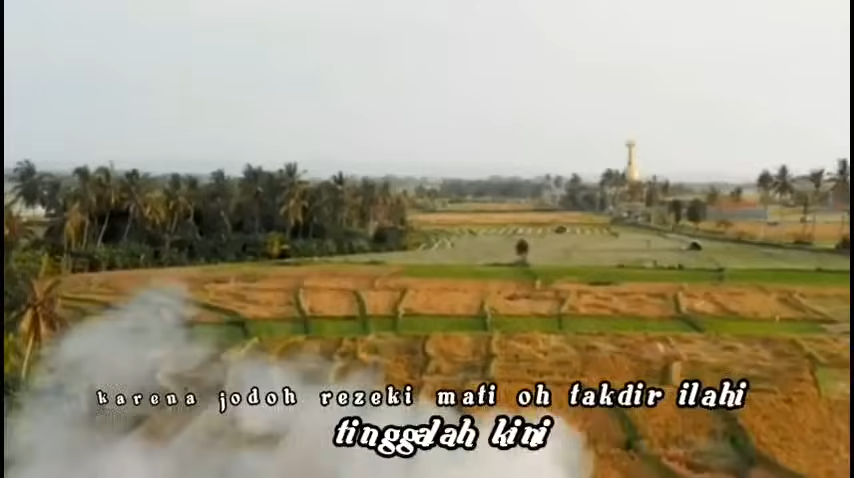 karena jodoh rezeki mati oh takdir ilahi
tinggalah kini